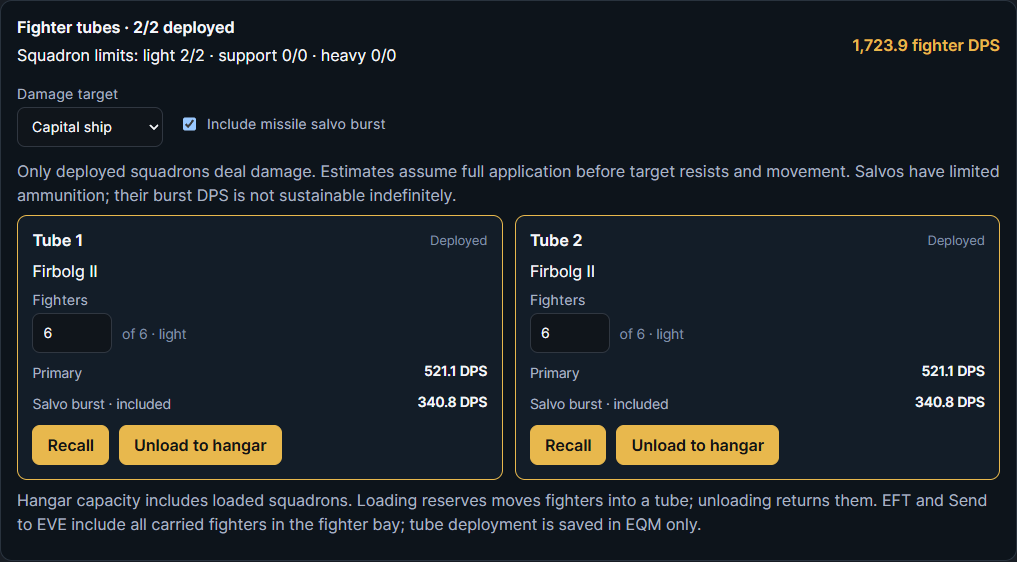 Fighter tubes · 2/2 deployed
Squadron limits: light 2/2 · support 0/0 · heavy 0/0
1,723.9 fighter DPS
Damage target
Capital ship
Include missile salvo burst
Only deployed squadrons deal damage. Estimates assume full application before target resists and movement. Salvos have limited
ammunition; their burst DPS is not sustainable indefinitely.
Tube 1
Deployed
Firbolg II
Fighters
6
of 6 · light
Primary
521.1 DPS
Salvo burst · included
340.8 DPS
Recall
Unload to hangar
Tube 2
Deployed
Firbolg II
Fighters
6
of 6 · light
Primary
521.1 DPS
Salvo burst · included
340.8 DPS
Recall
Unload to hangar
Hangar capacity includes loaded squadrons. Loading reserves moves fighters into a tube; unloading returns them. EFT and Send
to EVE include all carried fighters in the fighter bay; tube deployment is saved in EQM only.